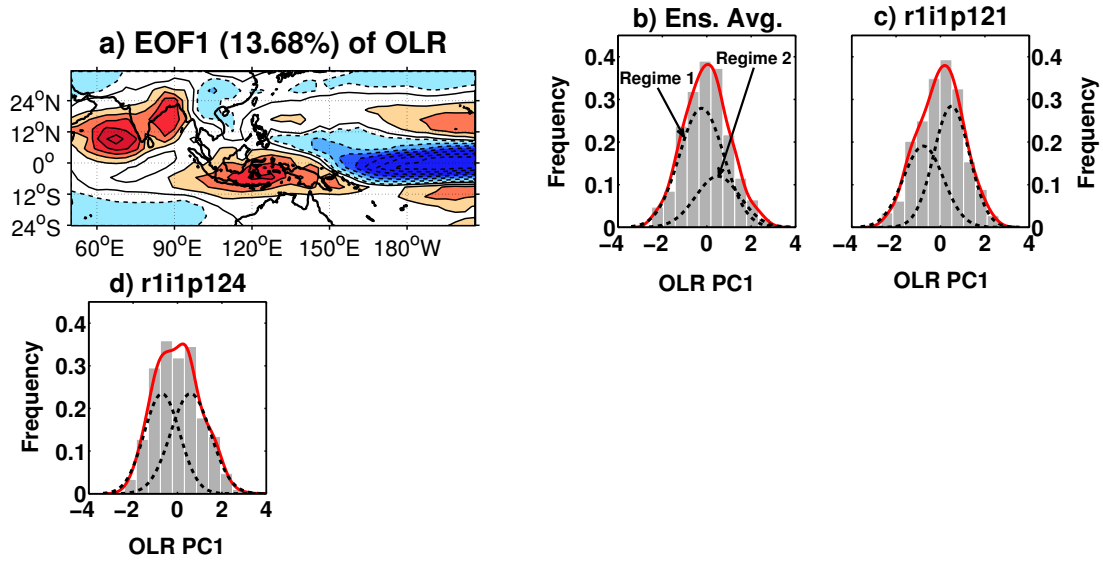 a) EOF1 (13.68%) of OLR
24°N
12°N
0°
12°S
24°S
60°E 90°E 120°E 150°E 180°W
b) Ens. Avg.
Frequency
0.4
0.3
0.2
0.1
0
Regime 1
Regime 2
−4 −2 0 2 4
OLR PC1
c) r1i1p121
0.4
0.3
0.2
0.1
0
Frequency
−4 −2 0 2 4
OLR PC1
d) r1i1p124
Frequency
0.4
0.3
0.2
0.1
0
−4 −2 0 2 4
OLR PC1